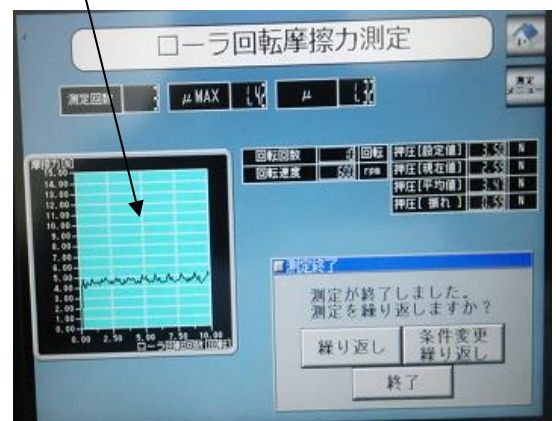 ローラ回転摩擦力測定
測定
メニュー
測定回数
μMAX
μ
摩擦力[N]
15.00
14.00
13.00
12.00
11.00
10.00
9.00
8.00
7.00
6.00
5.00
4.00
3.00
2.00
1.00
0.00
0.00 2.50 5.00 7.50 10.00
ローラ回転回数[回転]
回転回数 回転
回転速度 rpm
押圧[設定値] N
押圧[現在値] N
押圧[平均値] N
押圧[振れ] N
測定終了
測定が終了しました。
測定を繰り返しますか?
繰り返し
条件変更
繰り返し
終了